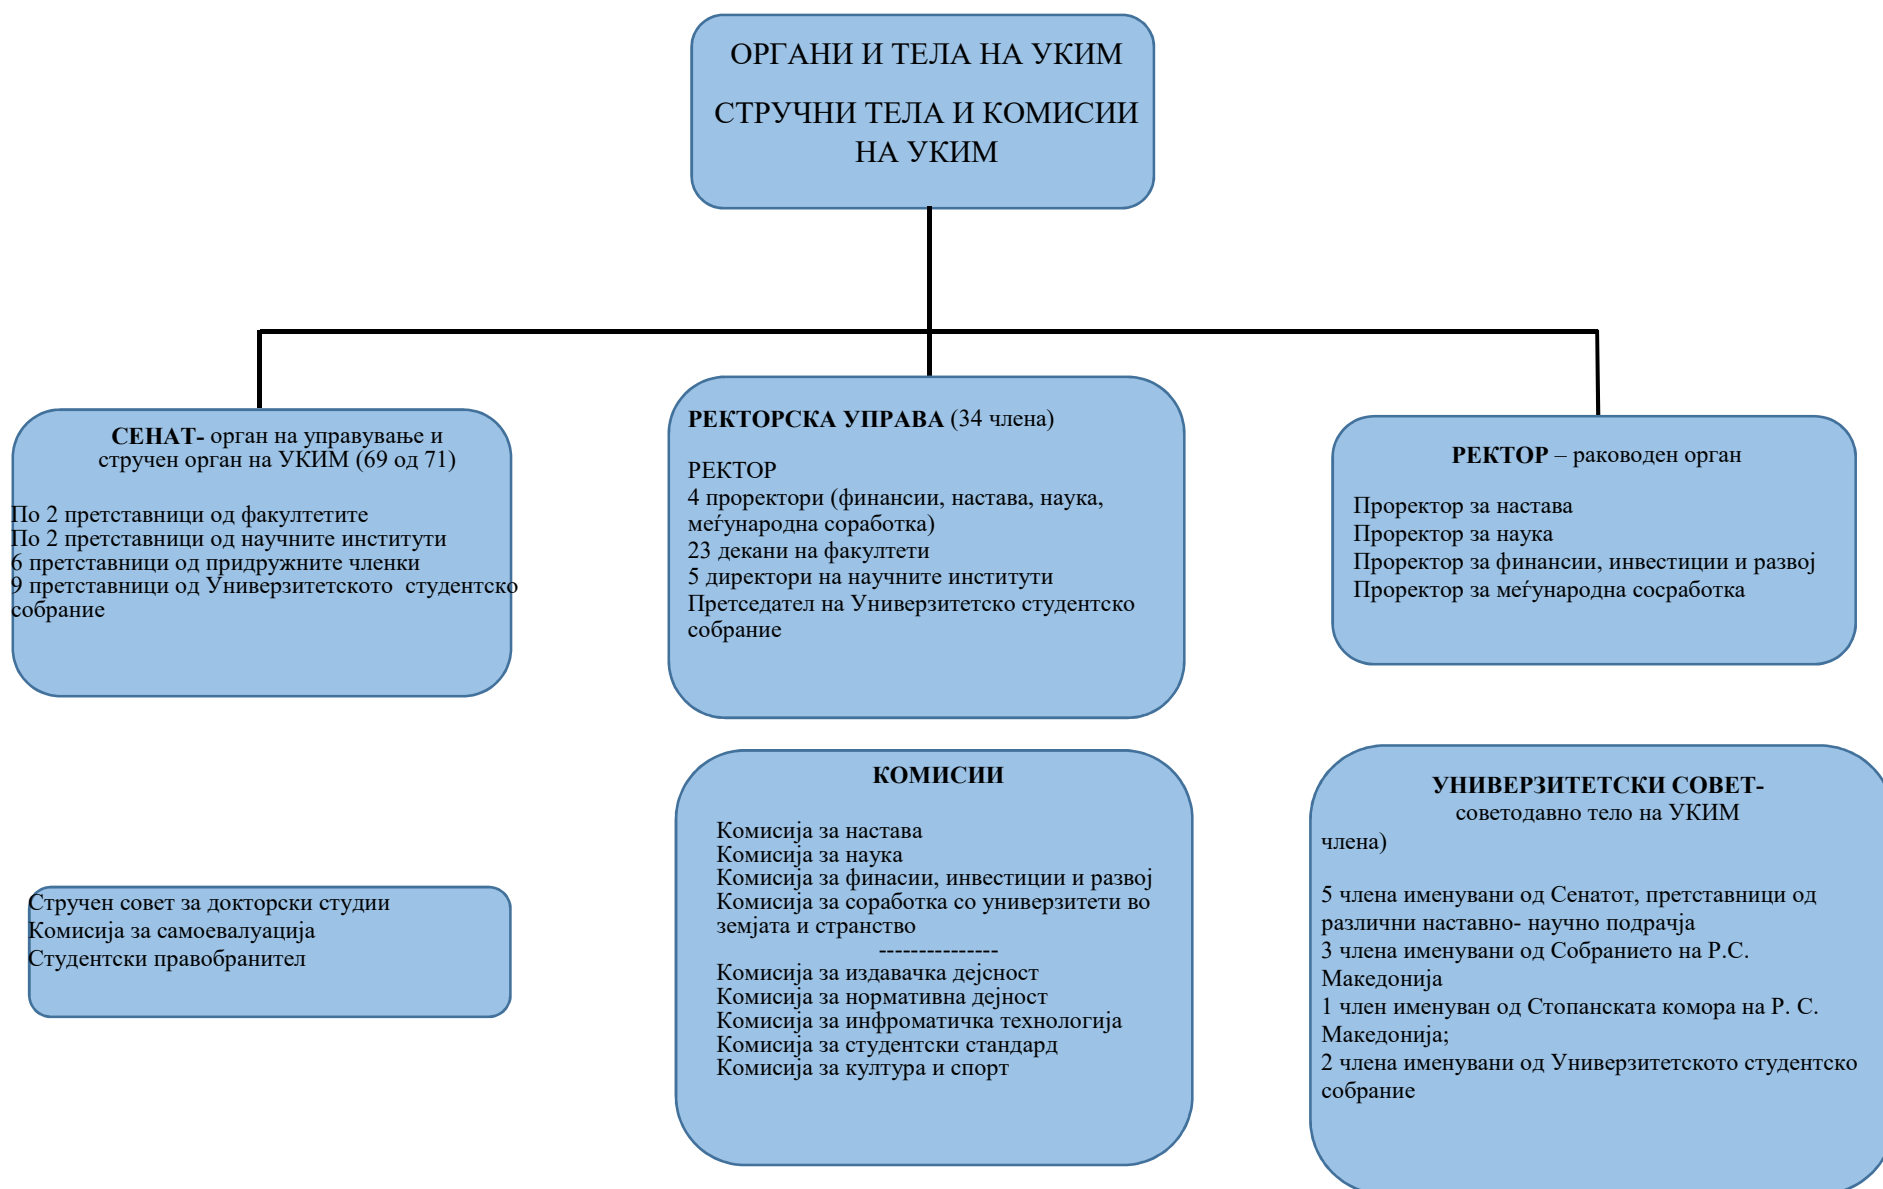 ОРГАНИ И ТЕЛА НА УКИМ
СТРУЧНИ ТЕЛА И КОМИСИИ
НА УКИМ
СЕНАТ- орган на управување и
стручен орган на УКИМ (69 од 71)
По 2 претставници од факултетите
По 2 претставници од научните институти
6 претставници од придружните членки
9 претставници од Универзитетското студентско
собрание
РЕКТОРСКА УПРАВА (34 члена)
РЕКТОР
4 проректори (финансии, настава, наука,
меѓународна соработка)
23 декани на факултети
5 директори на научните институти
Претседател на Универзитетско студентско
собрание
РЕКТОР – раководен орган
Проректор за настава
Проректор за наука
Проректор за финансии, инвестиции и развој
Проректор за меѓународна сосработка
Стручен совет за докторски студии
Комисија за самоевалуација
Студентски правобранител
КОМИСИИ
Комисија за настава
Комисија за наука
Комисија за финасии, инвестиции и развој
Комисија за соработка со универзитети во
земјата и странство
---------------
Комисија за издавачка дејсност
Комисија за нормативна дејност
Комисија за инфроматичка технологија
Комисија за студентски стандард
Комисија за култура и спорт
УНИВЕРЗИТЕТСКИ СОВЕТ-
советодавно тело на УКИМ
члена)
5 члена именувани од Сенатот, претставници од
различни наставно- научно подрачја
3 члена именувани од Собранието на Р.С.
Македонија
1 член именуван од Стопанската комора на Р. С.
Македонија;
2 члена именувани од Универзитетското студентско
собрание